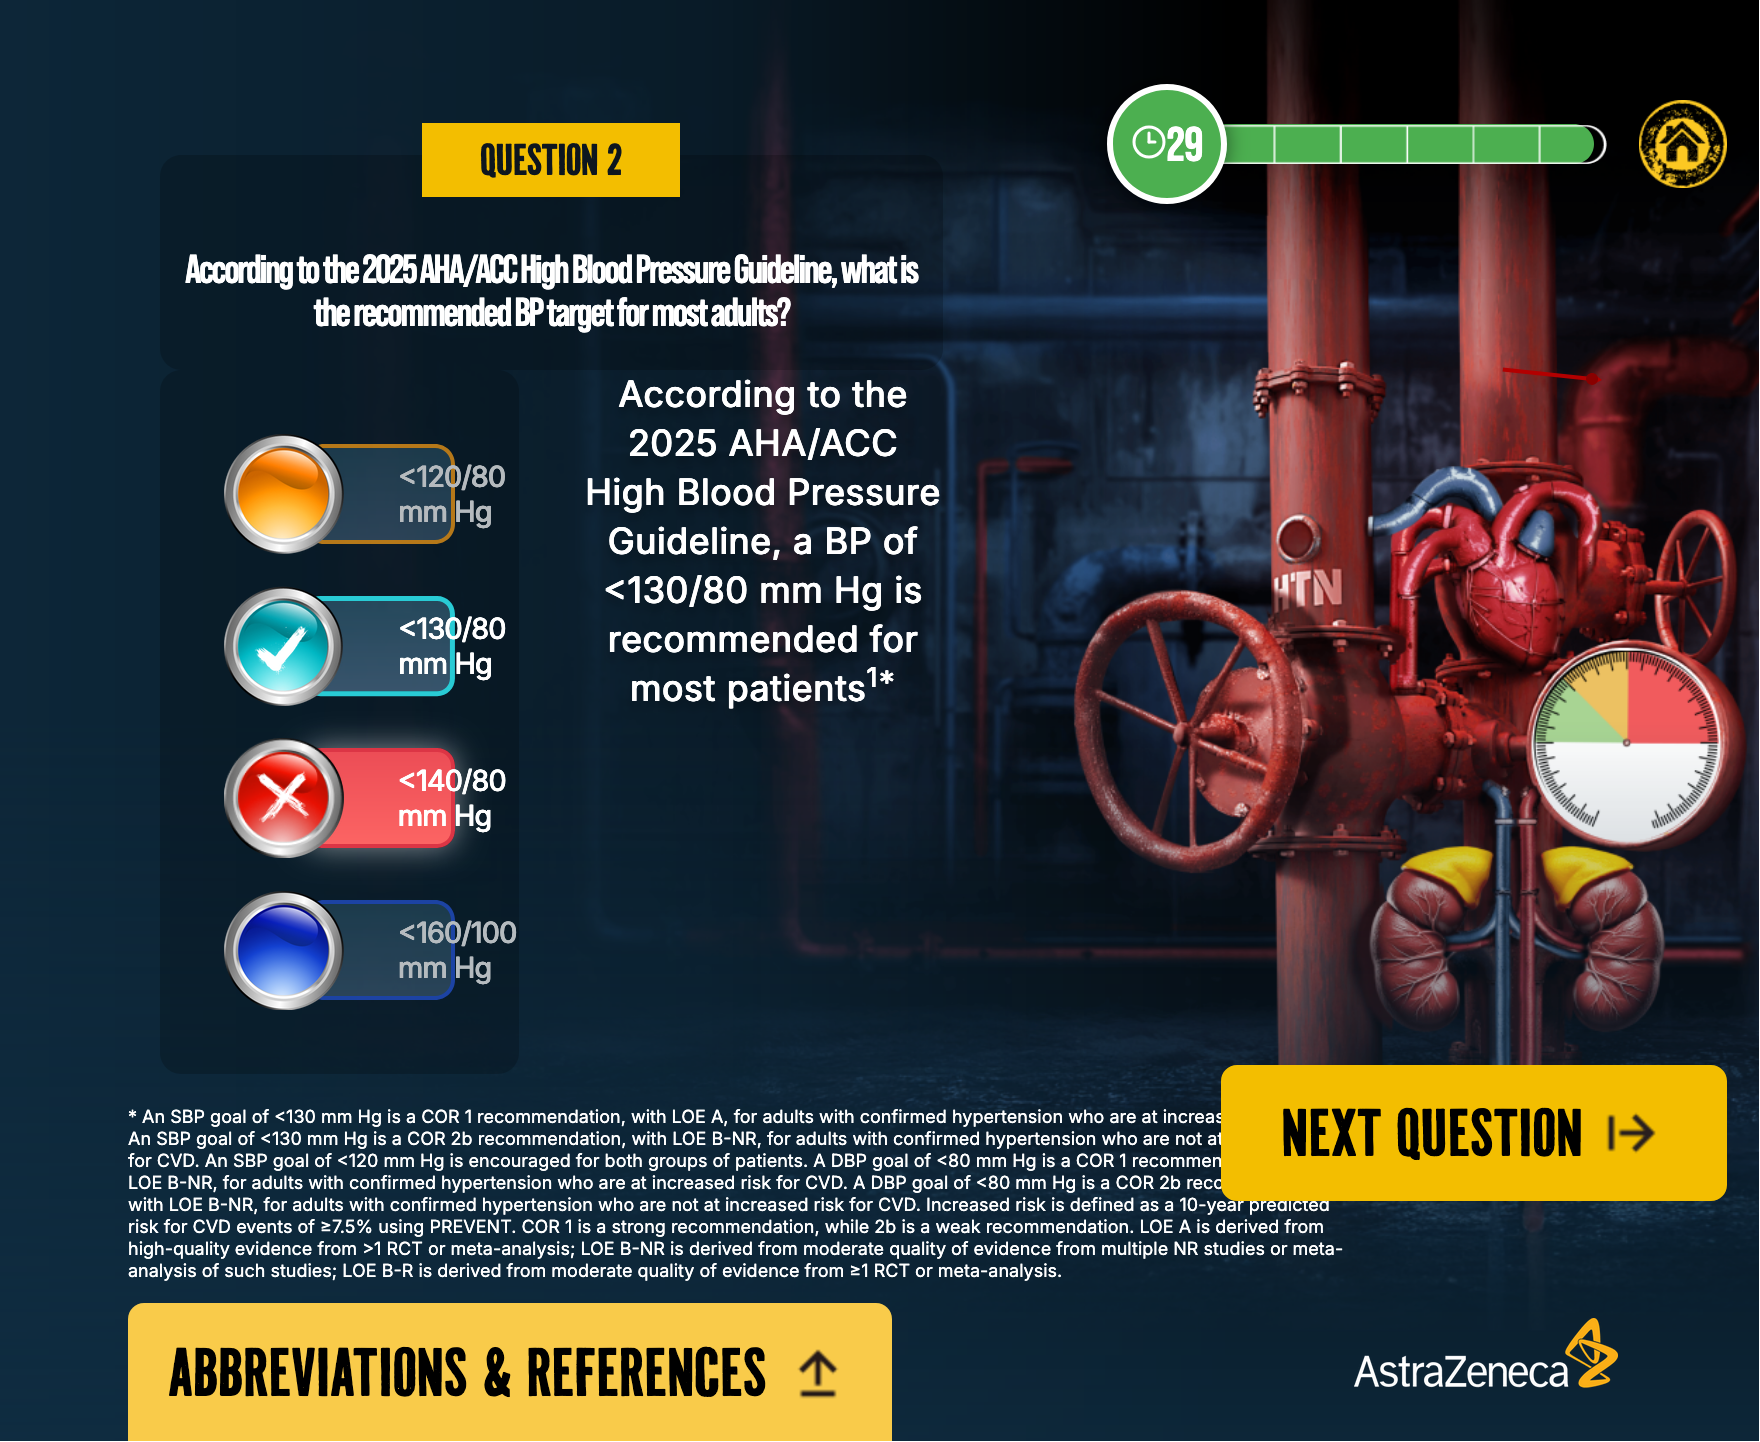 QUESTION 2
29
According to the 2025 AHA/ACC High Blood Pressure Guideline, what is
the recommended BP target for most adults?
<120/80
mm Hg
<130/80
mm Hg
<140/80
mm Hg
<160/100
mm Hg
According to the
2025 AHA/ACC
High Blood Pressure
Guideline, a BP of
<130/80 mm Hg is
recommended for
most patients1*
HTN
* An SBP goal of <130 mm Hg is a COR 1 recommendation, with LOE A, for adults with confirmed hypertension who are at
An SBP goal of <130 mm Hg is a COR 2b recommendation, with LOE B-NR, for adults with confirmed hypertension who are not at
for CVD. An SBP goal of <120 mm Hg is encouraged for both groups of patients. A DBP goal of <80 mm Hg is a COR 1
LOE B-NR, for adults with confirmed hypertension who are at increased risk for CVD. A DBP goal of <80 mm Hg is a COR 2b
with LOE B-NR, for adults with confirmed hypertension who are not at increased risk for CVD. Increased risk is defined as a 10-year predicted
risk for CVD events of ≥7.5% using PREVENT. COR 1 is a strong recommendation, while 2b is a weak recommendation. LOE A is derived from
high-quality evidence from >1 RCT or meta-analysis; LOE B-NR is derived from moderate quality of evidence from multiple NR studies or meta-
analysis of such studies; LOE B-R is derived from moderate quality of evidence from ≥1 RCT or meta-analysis.
NEXT QUESTION
ABBREVIATIONS & REFERENCES
AstraZeneca